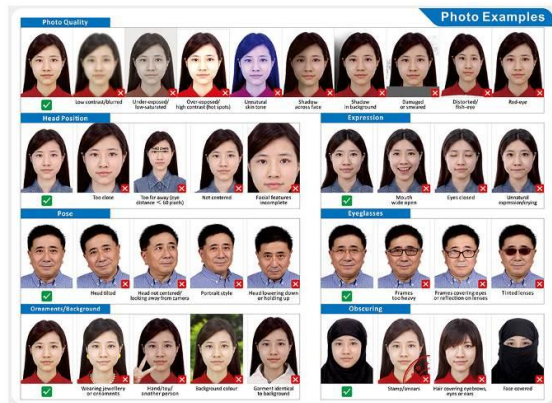 Photo Examples
Photo Quality
Low contrast/blurred
Under-exposed/
low-saturated
Over-exposed/
high contrast (hot spots)
Unnatural
skin tone
Shadow
across face
Shadow
in background
Damaged
or smeared
Distorted/
fish-eye
Red-eye
Head Position
Too close
Too far away (eye
distance < 60 pixels)
Not centered
Facial features
incomplete
Expression
Mouth
wide open
Eyes closed
Unnatural
expression/crying
Pose
Head tilted
Head not centered/
looking away from camera
Portrait style
Head lowering down
or holding up
Eyeglasses
Frames
too heavy
Frames covering eyes
or reflection on lenses
Tinted lenses
Ornaments/Background
Wearing jewellery
or ornaments
Hand/toy/
another person
Background colour
Garment identical
to background
Obscuring
Stamp/smears
Hair covering eyebrows,
eyes or ears
Face covered